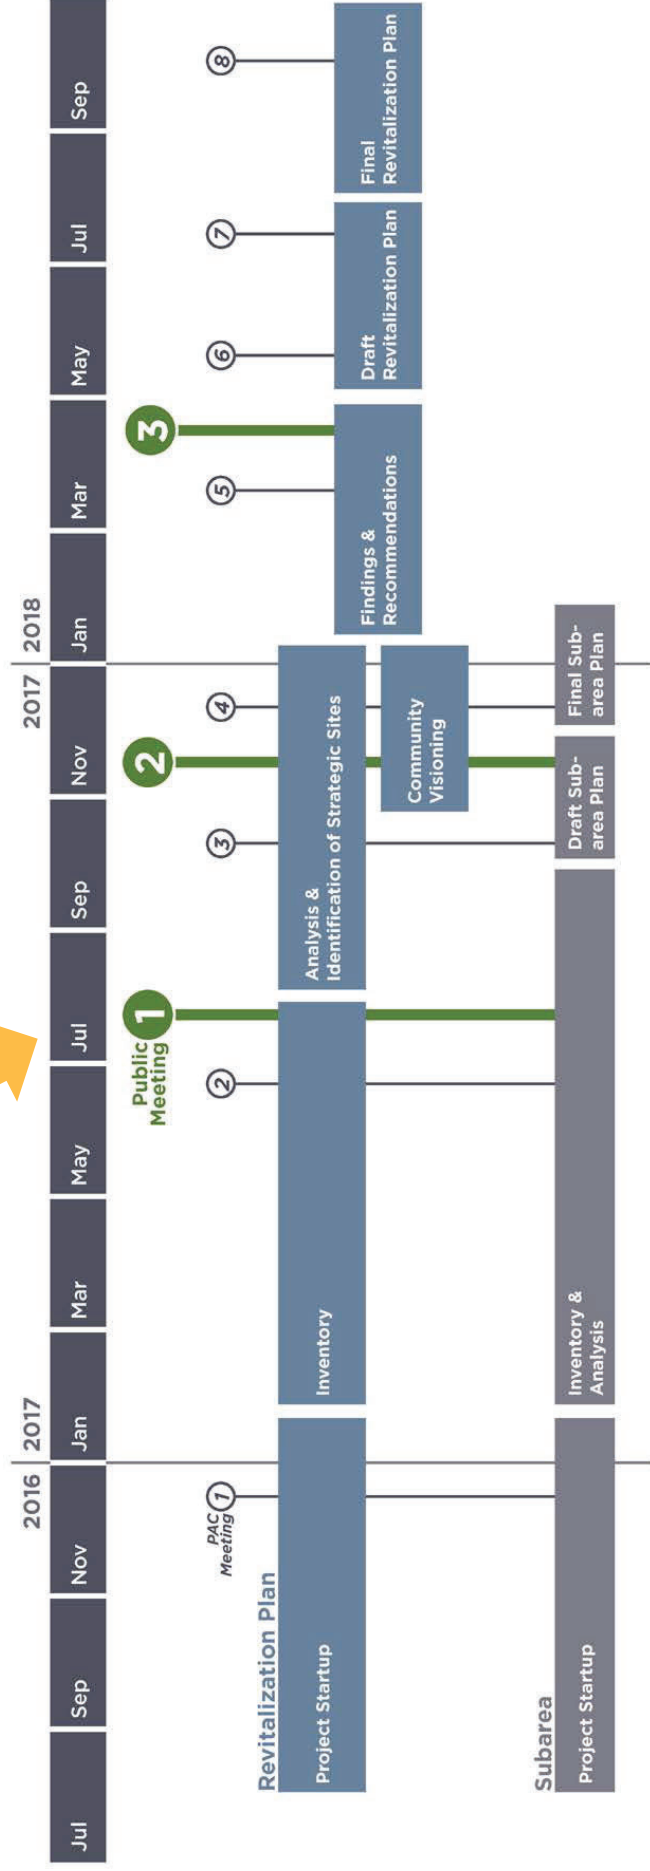 2016
2017
2017
2018
Jul
Sep
Nov
Jan
Mar
May
Jul
Sep
Nov
Jan
Mar
May
Jul
Sep
Public
Meeting
1
2
3
PAC
Meeting
1
2
3
4
5
6
7
8
Revitalization Plan
Project Startup
Inventory
Analysis &
Identification of Strategic Sites
Community
Visioning
Findings &
Recommendations
Draft
Revitalization Plan
Final
Revitalization Plan
Subarea
Project Startup
Inventory &
Analysis
Draft Sub-
area Plan
Final Sub-
area Plan